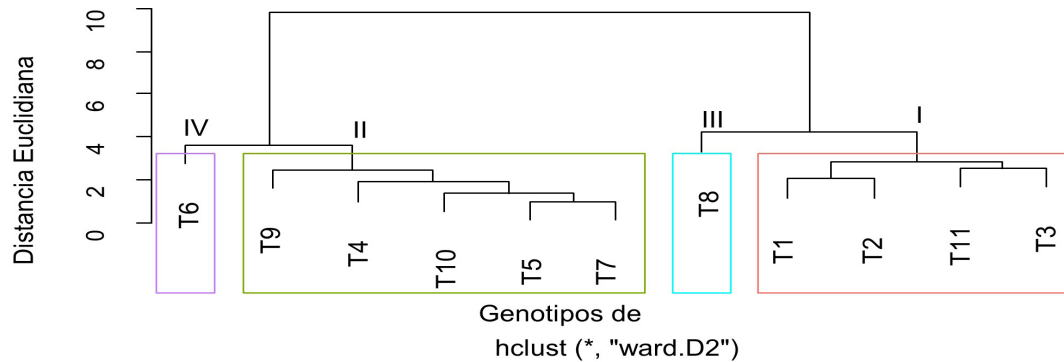 Distancia Euclidiana
10
8
6
4
2
0
IV
II
III
I
T6
T9
T4
T10
T5
T7
T8
T1
T2
T11
T3
Genotipos de
hclust (*, "ward.D2")